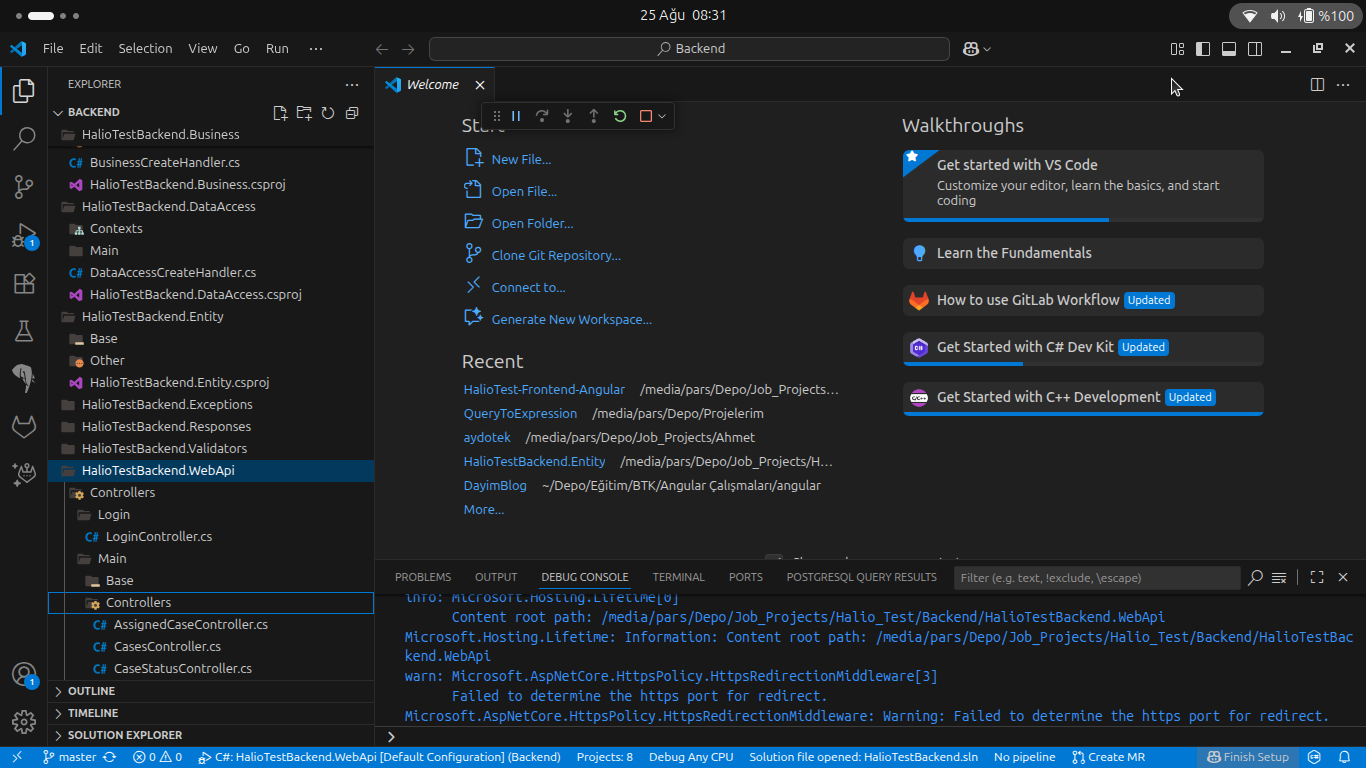 25 Ağu 08:31
%100
File Edit Selection View Go Run ···
Backend
EXPLORER
BACKEND
HalioTestBackend.Business
BusinessCreateHandler.cs
HalioTestBackend.Business.csproj
HalioTestBackend.DataAccess
Contexts
Main
DataAccessCreateHandler.cs
HalioTestBackend.DataAccess.csproj
HalioTestBackend.Entity
Base
Other
HalioTestBackend.Entity.csproj
HalioTestBackend.Exceptions
HalioTestBackend.Responses
HalioTestBackend.Validators
HalioTestBackend.WebApi
Controllers
Login
LoginController.cs
Main
Base
Controllers
AssignedCaseController.cs
CasesController.cs
CaseStatusController.cs
OUTLINE
TIMELINE
SOLUTION EXPLORER
1
1
Welcome
Start
New File...
Open File...
Open Folder...
Clone Git Repository...
Connect to...
Generate New Workspace...
Recent
HalioTest-Frontend-Angular /media/pars/Depo/Job_Projects...
QueryToExpression /media/pars/Depo/Projelerim
aydotek /media/pars/Depo/Job_Projects/Ahmet
HalioTestBackend.Entity /media/pars/Depo/Job_Projects/H...
DayimBlog ~/Depo/Eğitim/BTK/Angular Çalışmaları/angular
More...
Walkthroughs
Get started with VS Code
Customize your editor, learn the basics, and start
coding
Learn the Fundamentals
How to use GitLab Workflow Updated
Get Started with C# Dev Kit Updated
Get Started with C++ Development Updated
PROBLEMS OUTPUT DEBUG CONSOLE TERMINAL PORTS POSTGRESQL QUERY RESULTS
Filter (e.g. text, !exclude, \escape)
info: Microsoft.Hosting.Lifetime[0]
Content root path: /media/pars/Depo/Job_Projects/Halio_Test/Backend/HalioTestBackend.WebApi
Microsoft.Hosting.Lifetime: Information: Content root path: /media/pars/Depo/Job_Projects/Halio_Test/Backend/HalioTestBac
kend.WebApi
warn: Microsoft.AspNetCore.HttpsPolicy.HttpsRedirectionMiddleware[3]
Failed to determine the https port for redirect.
Microsoft.AspNetCore.HttpsPolicy.HttpsRedirectionMiddleware: Warning: Failed to determine the https port for redirect.
master 0 0 C#: HalioTestBackend.WebApi [Default Configuration] (Backend) Projects: 8 Debug Any CPU Solution file opened: HalioTestBackend.sln No pipeline Create MR Finish Setup